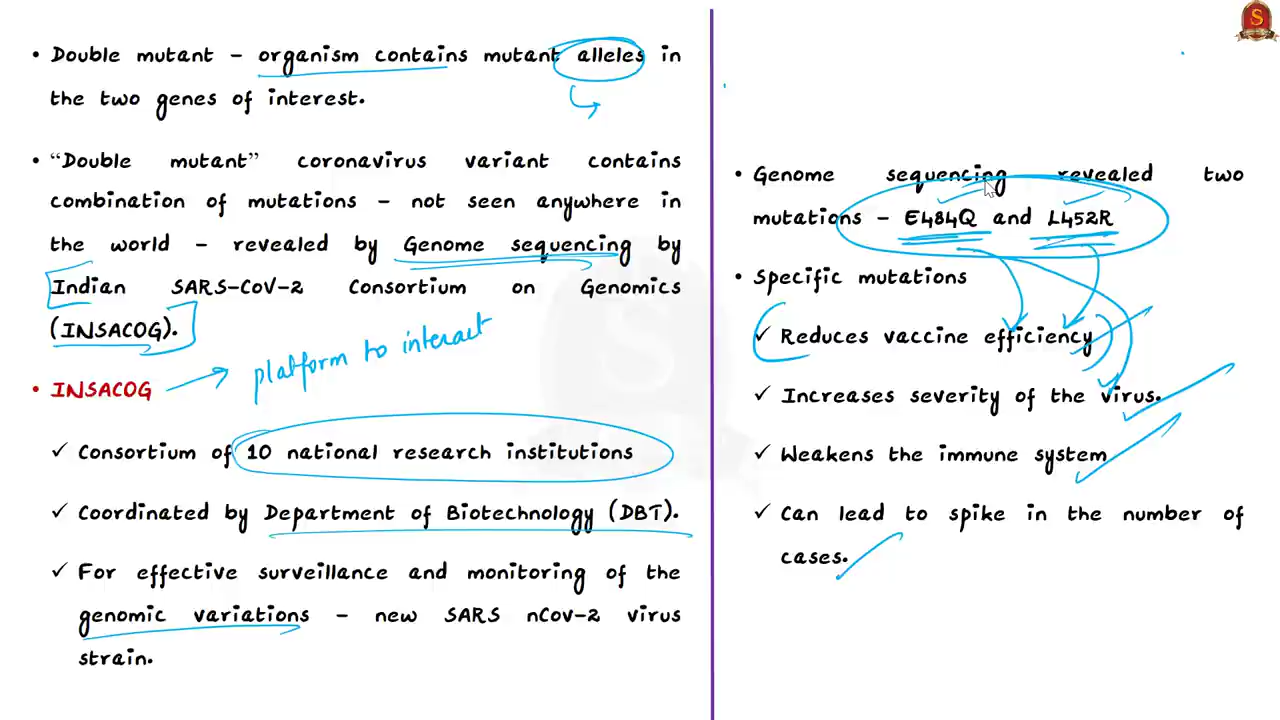 • Double mutant – organism contains mutant alleles in
the two genes of interest.
• “Double mutant” coronavirus variant contains
combination of mutations - not seen anywhere in
the world – revealed by Genome sequencing by
Indian SARS-CoV-2 Consortium on Genomics
(INSACOG).
platform to interact
• INSACOG
✓ Consortium of 10 national research institutions
✓ Coordinated by Department of Biotechnology (DBT).
✓ For effective surveillance and monitoring of the
genomic variations – new SARS nCov-2 virus
strain.
• Genome sequencing revealed two
mutations – E484Q and L452R
• Specific mutations
✓ Reduces vaccine efficiency
✓ Increases severity of the virus.
✓ Weakens the immune system
✓ Can lead to spike in the number of
cases.
S